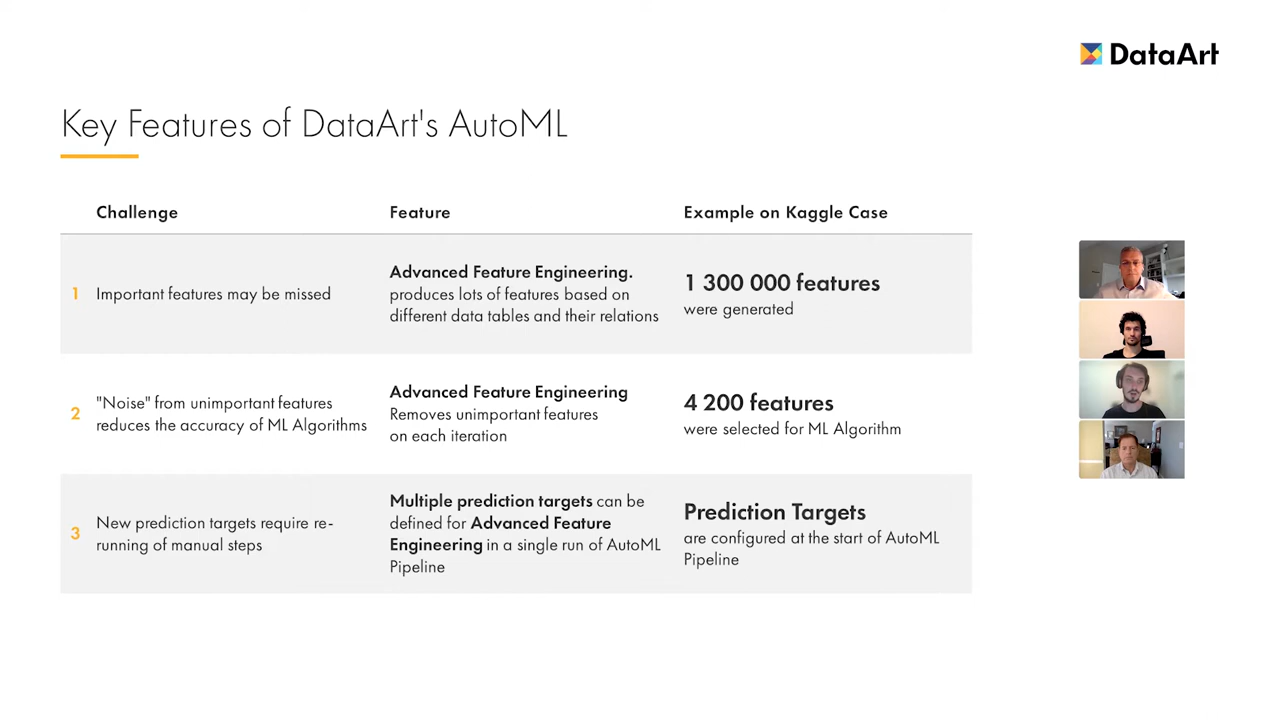 DataArt
Key Features of DataArt's AutoML
Challenge
Feature
Example on Kaggle Case
1
Important features may be missed
Advanced Feature Engineering.
produces lots of features based on
different data tables and their relations
1 300 000 features
were generated
2
"Noise" from unimportant features
reduces the accuracy of ML Algorithms
Advanced Feature Engineering
Removes unimportant features
on each iteration
4 200 features
were selected for ML Algorithm
3
New prediction targets require re-
running of manual steps
Multiple prediction targets can be
defined for Advanced Feature
Engineering in a single run of AutoML
Pipeline
Prediction Targets
are configured at the start of AutoML
Pipeline